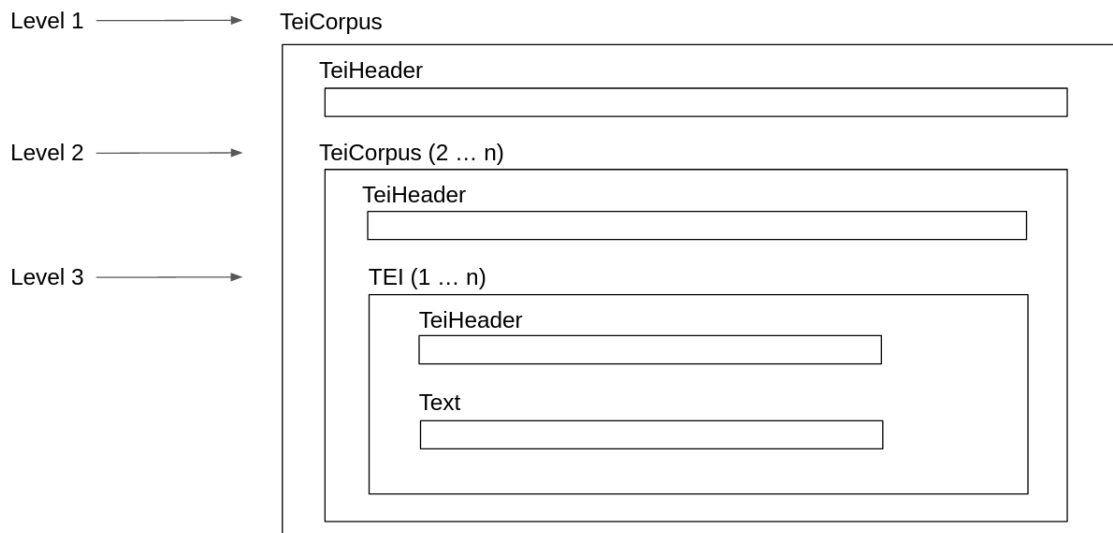 Level 1 TeiCorpus
TeiHeader
Level 2 TeiCorpus (2 … n)
TeiHeader
Level 3 TEI (1 … n)
TeiHeader
Text